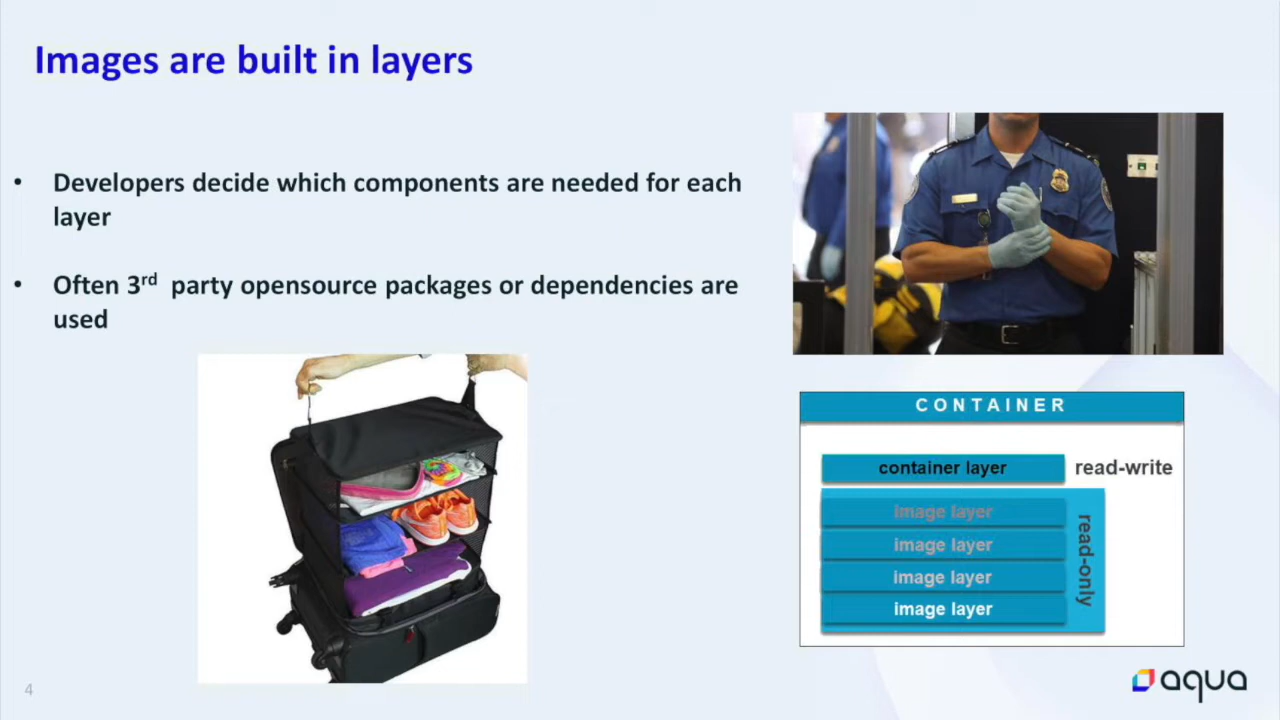 Images are built in layers
• Developers decide which components are needed for each
layer
• Often 3rd party opensource packages or dependencies are
used
CONTAINER
container layer read-write
image layer
image layer
image layer
image layer
read-only
4
aqua